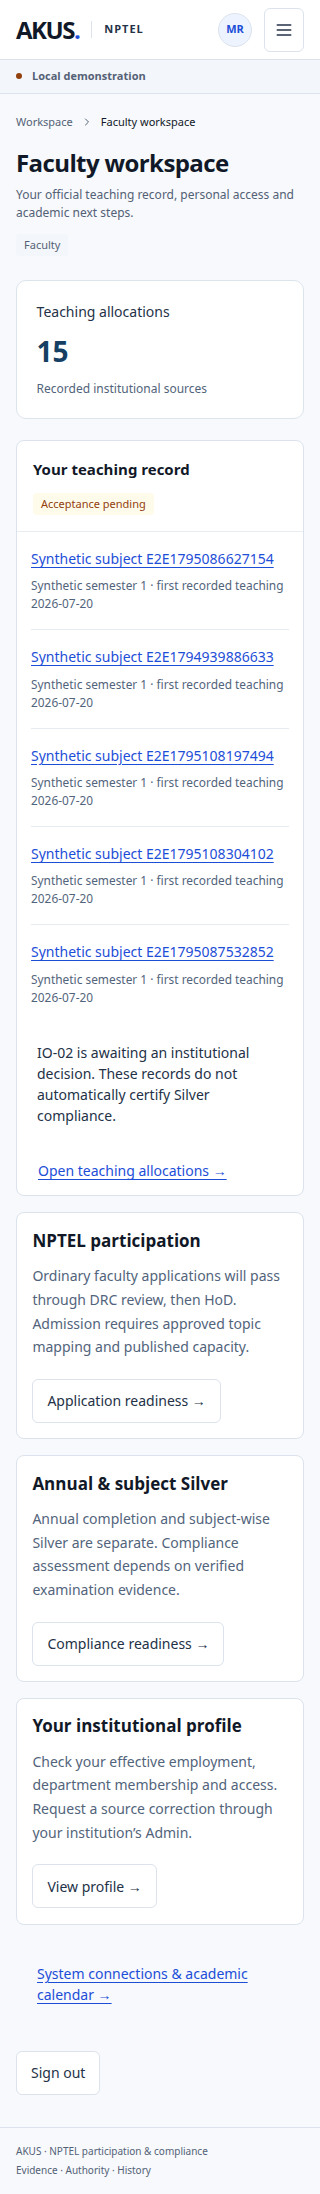 AKUS. NPTEL MR
Local demonstration
Workspace > Faculty workspace
Faculty workspace
Your official teaching record, personal access and
academic next steps.
Faculty
Teaching allocations
15
Recorded institutional sources
Your teaching record
Acceptance pending
Synthetic subject E2E1795086627154
Synthetic semester 1 · first recorded teaching
2026-07-20
Synthetic subject E2E1794939886633
Synthetic semester 1 · first recorded teaching
2026-07-20
Synthetic subject E2E1795108197494
Synthetic semester 1 · first recorded teaching
2026-07-20
Synthetic subject E2E1795108304102
Synthetic semester 1 · first recorded teaching
2026-07-20
Synthetic subject E2E1795087532852
Synthetic semester 1 · first recorded teaching
2026-07-20
IO-02 is awaiting an institutional
decision. These records do not
automatically certify Silver
compliance.
Open teaching allocations →
NPTEL participation
Ordinary faculty applications will pass
through DRC review, then HoD.
Admission requires approved topic
mapping and published capacity.
Application readiness →
Annual & subject Silver
Annual completion and subject-wise
Silver are separate. Compliance
assessment depends on verified
examination evidence.
Compliance readiness →
Your institutional profile
Check your effective employment,
department membership and access.
Request a source correction through
your institution’s Admin.
View profile →
System connections & academic
calendar →
Sign out
AKUS · NPTEL participation & compliance
Evidence · Authority · History